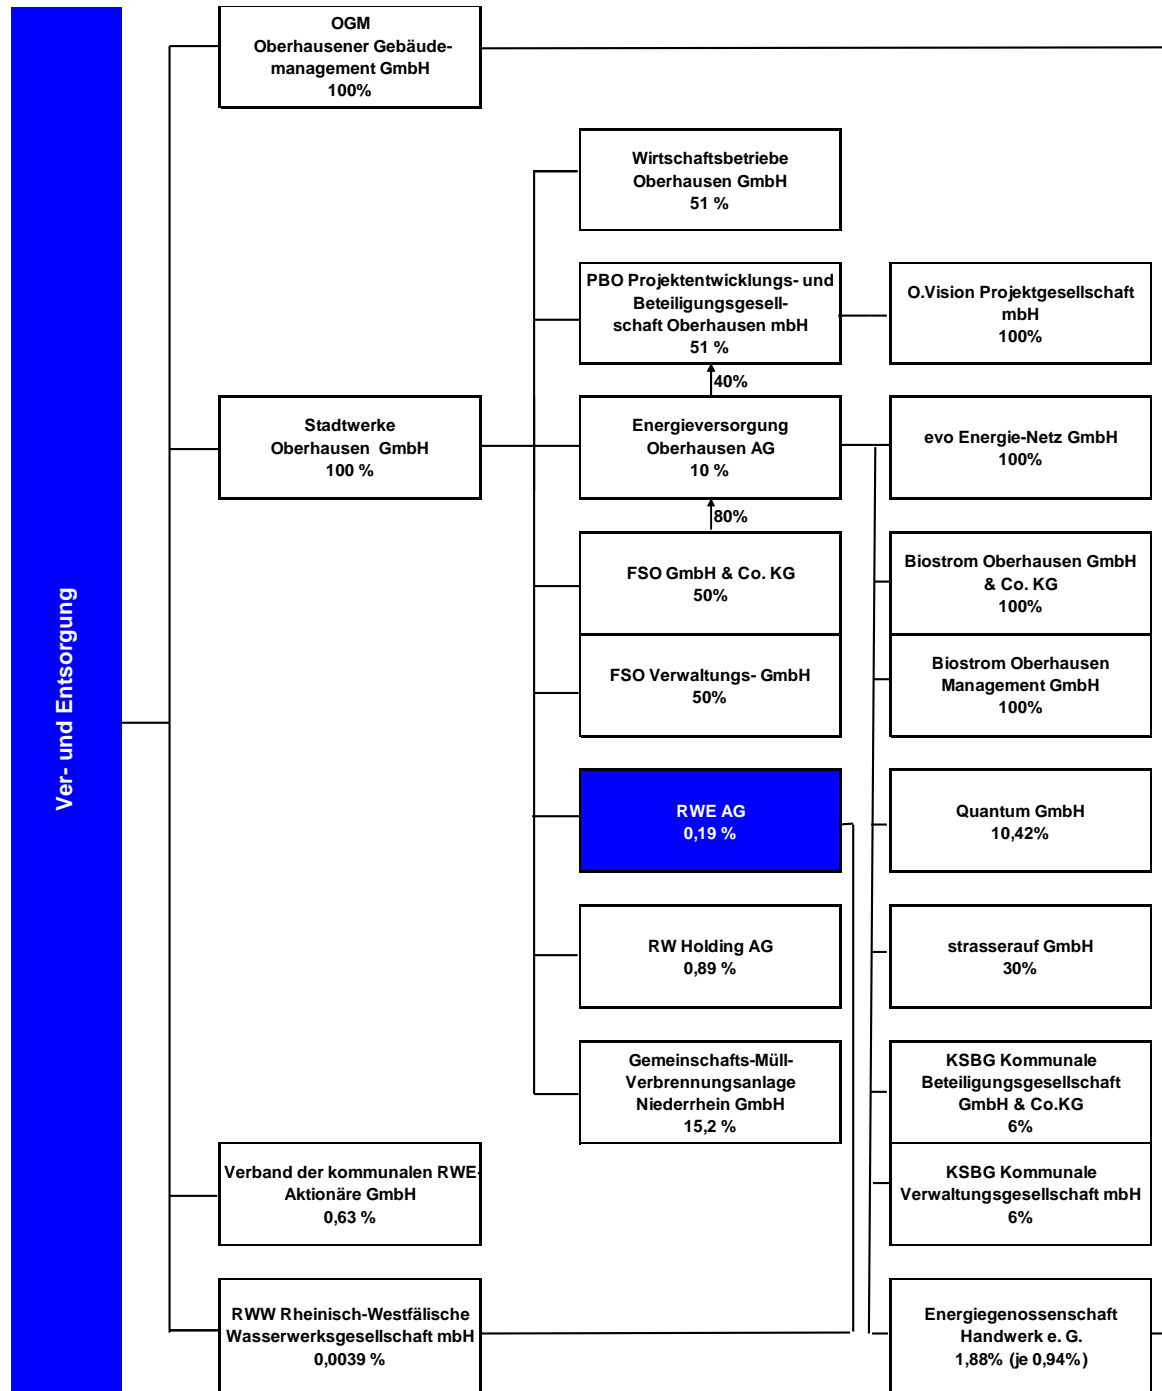 Ver- und Entsorgung
OGM
Oberhausener Gebäude-
management GmbH
100%
Wirtschaftsbetriebe
Oberhausen GmbH
51 %
PBO Projektentwicklungs- und
Beteiligungsgesell-
schaft Oberhausen mbH
51 %
O.Vision Projektgesellschaft
mbH
100%
40%
Stadtwerke
Oberhausen GmbH
100 %
Energieversorgung
Oberhausen AG
10 %
evo Energie-Netz GmbH
100%
80%
FSO GmbH & Co. KG
50%
Biostrom Oberhausen GmbH
& Co. KG
100%
FSO Verwaltungs- GmbH
50%
Biostrom Oberhausen
Management GmbH
100%
RWE AG
0,19 %
Quantum GmbH
10,42%
RW Holding AG
0,89 %
strasserauf GmbH
30%
Gemeinschafts-Müll-
Verbrennungsanlage
Niederrhein GmbH
15,2 %
KSBG Kommunale
Beteiligungsgesellschaft
GmbH & Co.KG
6%
Verband der kommunalen RWE-
Aktionäre GmbH
0,63 %
KSBG Kommunale
Verwaltungsgesellschaft mbH
6%
RWW Rheinisch-Westfälische
Wasserwerksgesellschaft mbH
0,0039 %
Energiegenossenschaft
Handwerk e. G.
1,88% (je 0,94%)